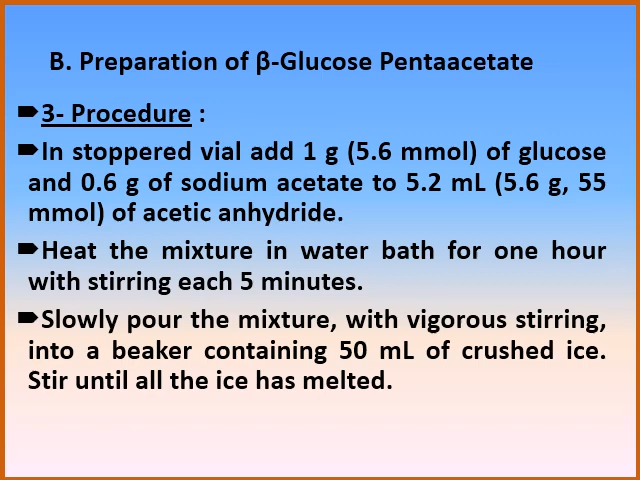 B. Preparation of β-Glucose Pentaacetate
3- Procedure :
In stoppered vial add 1 g (5.6 mmol) of glucose
and 0.6 g of sodium acetate to 5.2 mL (5.6 g, 55
mmol) of acetic anhydride.
Heat the mixture in water bath for one hour
with stirring each 5 minutes.
Slowly pour the mixture, with vigorous stirring,
into a beaker containing 50 mL of crushed ice.
Stir until all the ice has melted.